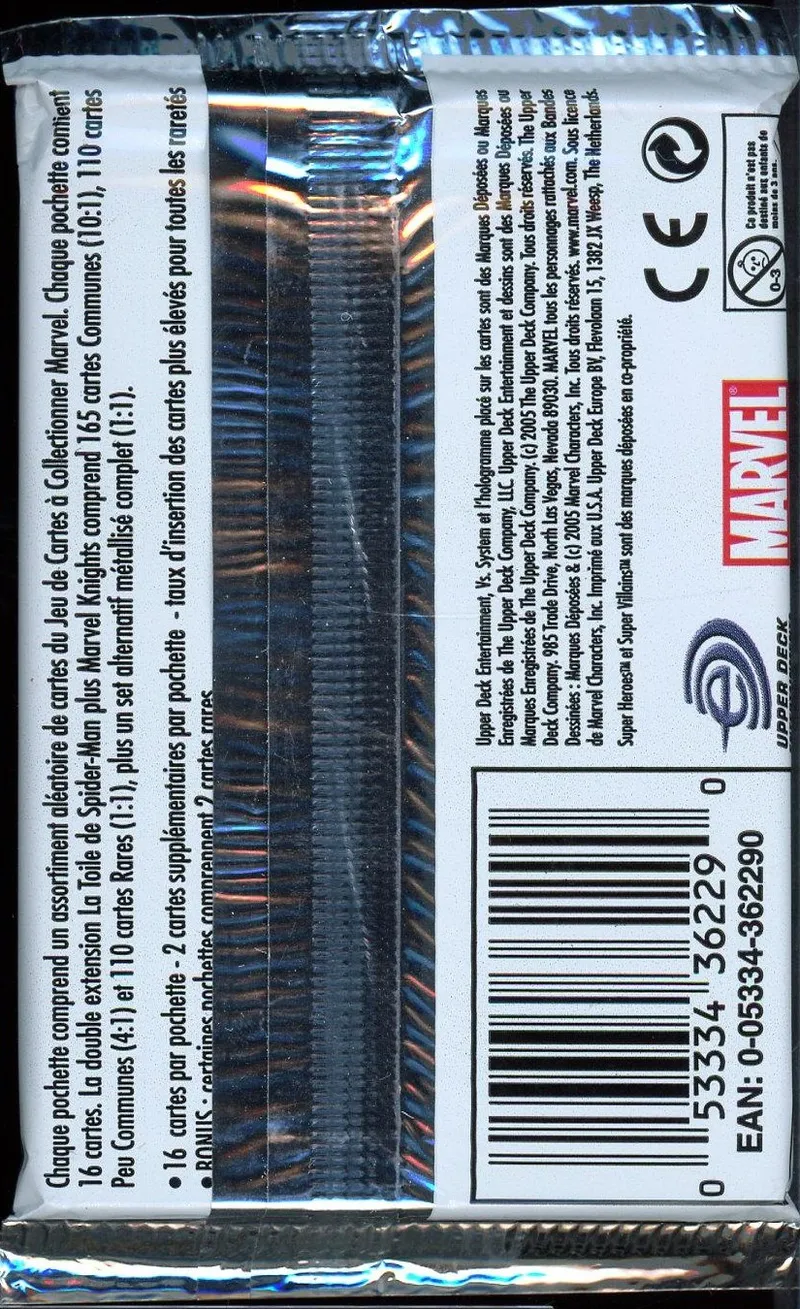 Chaque pochette comprend un assortiment aléatoire de cartes du Jeu de Cartes à Collectionner Marvel. Chaque pochette contient
16 cartes. La double extension La Toile de Spider-Man plus Marvel Knights comprend 165 cartes Communes (10:1), 110 cartes
Peu Communes (4:1) et 110 cartes Rares (1:1), plus un set alternatif métallisé complet (1:1).
• 16 cartes par pochette - 2 cartes supplémentaires par pochette - taux d'insertion des cartes plus élevés pour toutes les raretés
• BONUS : certaines pochettes comprennent 2 cartes rares
Upper Deck Entertainment, Vs. System et l'hologramme placé sur les cartes sont des Marques Déposées ou Marques
Enregistrées de The Upper Deck Company, LLC. Upper Deck Entertainment et dessins sont des Marques Déposées ou
Marques Enregistrées de The Upper Deck Company. (c) 2005 The Upper Deck Company. Tous droits réservés. The Upper
Deck Company. 985 Trade Drive, North Las Vegas, Nevada 89030. MARVEL tous les personnages rattachés aux Bandes
Dessinées : Marques Déposées & (c) 2005 Marvel Characters, Inc. Tous droits réservés. www.marvel.com. Sous licence
de Marvel Characters, Inc. Imprimé aux U.S.A. Upper Deck Europe BV, Flevolaan 15, 1382 JX Weesp, The Netherlands.
Super Heroes™ et Super Villains™ sont des marques déposées en co-propriété.
CE
0-3
Ce produit n'est pas
destiné aux enfants de
moins de 3 ans.
MARVEL®
e
UPPER DECK
0 53334 36229 0
EAN: 0-05334-362290